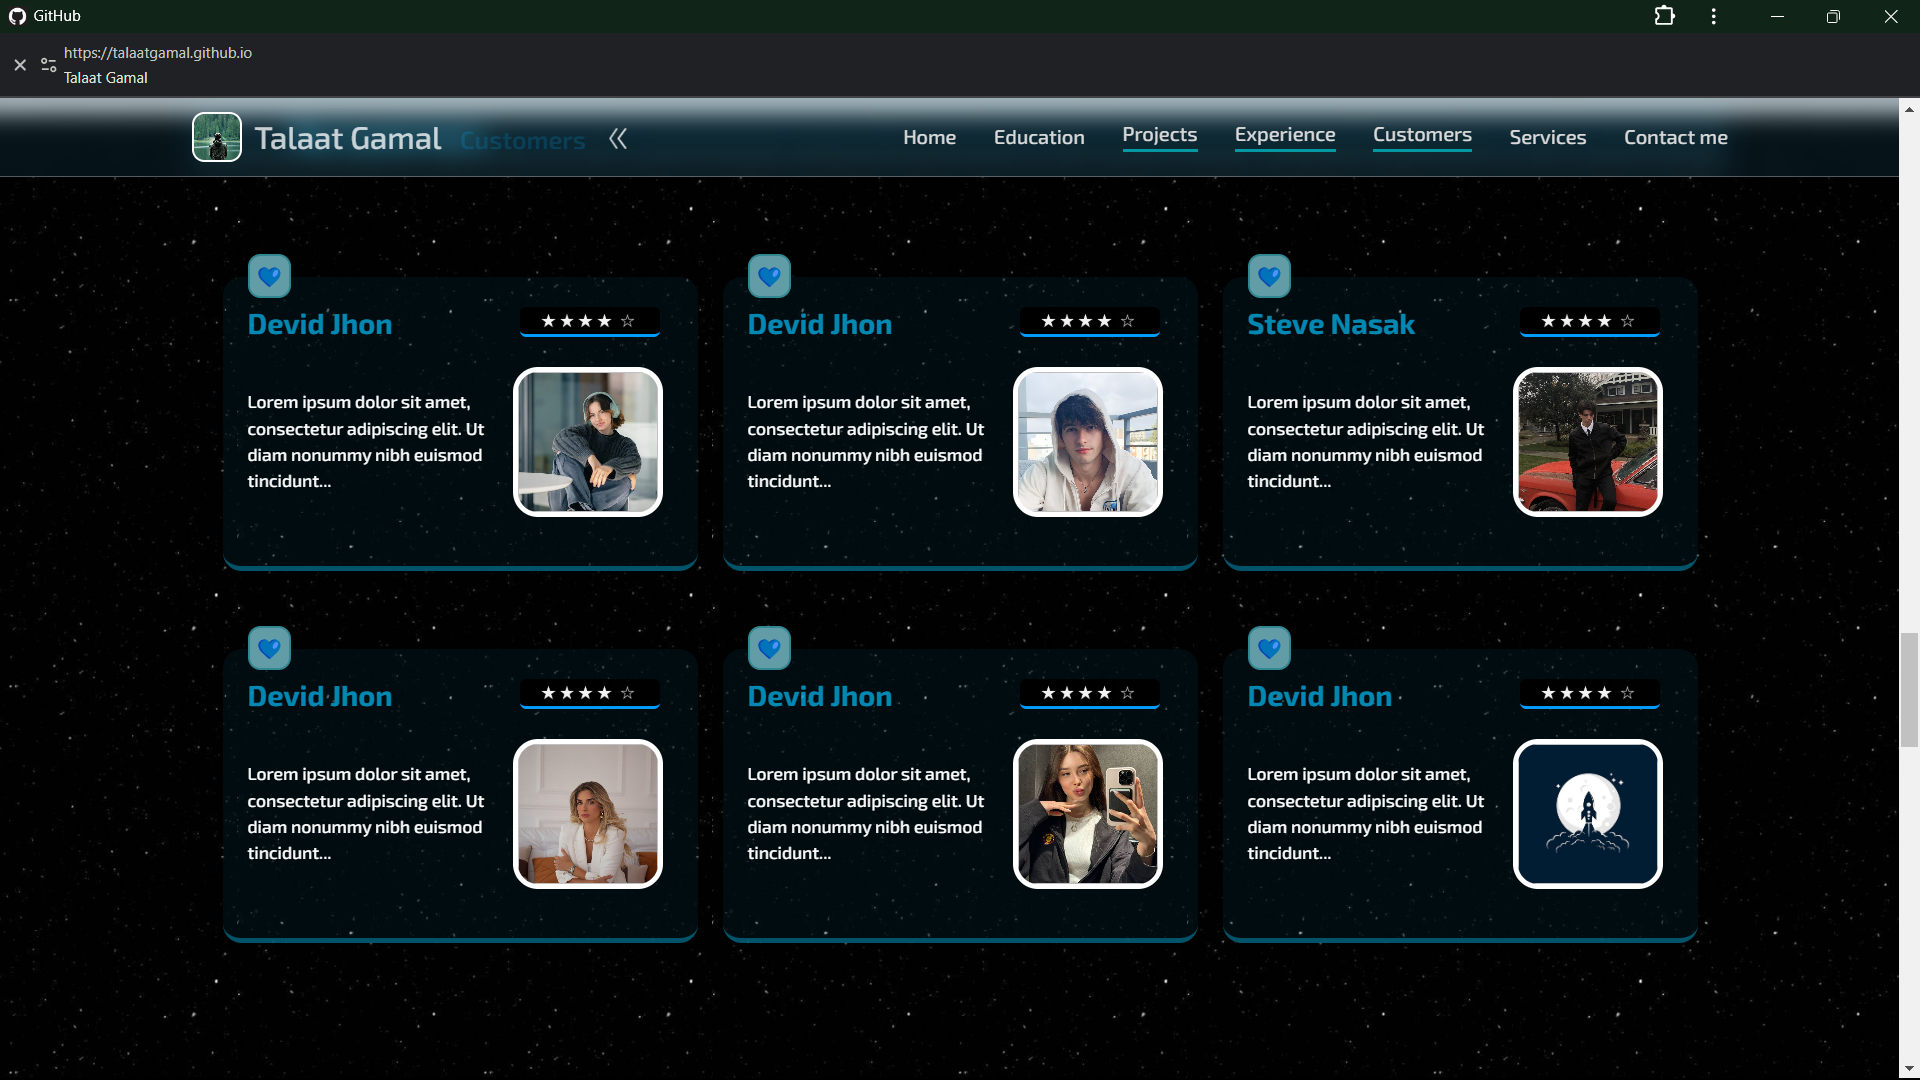 GitHub
https://talaatgamal.github.io
Talaat Gamal
Talaat Gamal Customers Home Education Projects Experience Customers Services Contact me
Devid Jhon
Lorem ipsum dolor sit amet,
consectetur adipiscing elit. Ut
diam nonummy nibh euismod
tincidunt...
Devid Jhon
Lorem ipsum dolor sit amet,
consectetur adipiscing elit. Ut
diam nonummy nibh euismod
tincidunt...
Steve Nasak
Lorem ipsum dolor sit amet,
consectetur adipiscing elit. Ut
diam nonummy nibh euismod
tincidunt...
Devid Jhon
Lorem ipsum dolor sit amet,
consectetur adipiscing elit. Ut
diam nonummy nibh euismod
tincidunt...
Devid Jhon
Lorem ipsum dolor sit amet,
consectetur adipiscing elit. Ut
diam nonummy nibh euismod
tincidunt...
Devid Jhon
Lorem ipsum dolor sit amet,
consectetur adipiscing elit. Ut
diam nonummy nibh euismod
tincidunt...